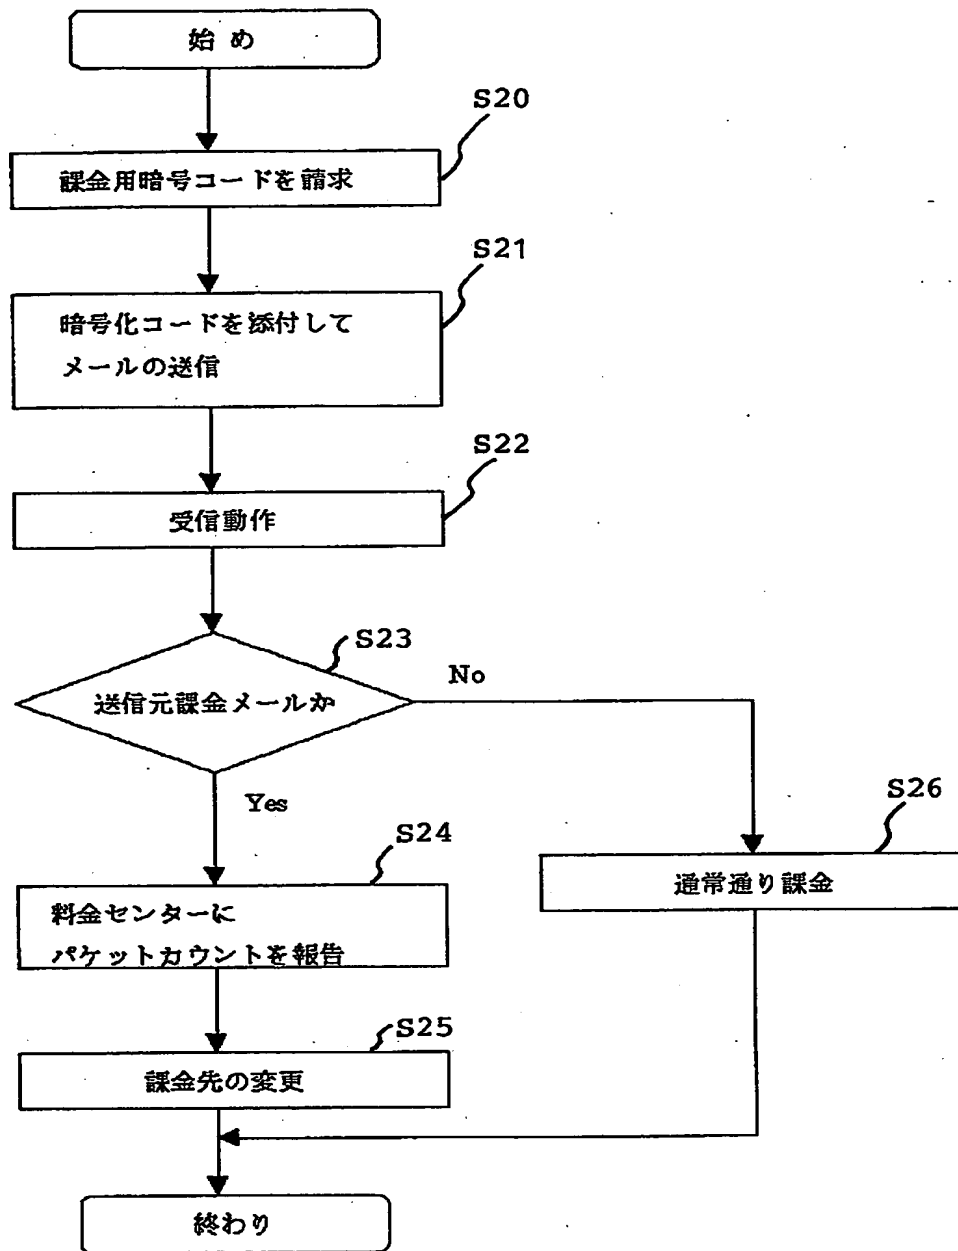 始め
S20
課金用暗号コードを請求
S21
暗号化コードを添付して
メールの送信
S22
受信動作
S23
送信元課金メールか
No
Yes
S24
料金センターに
パケットカウントを報告
S26
通常通り課金
S25
課金先の変更
終わり